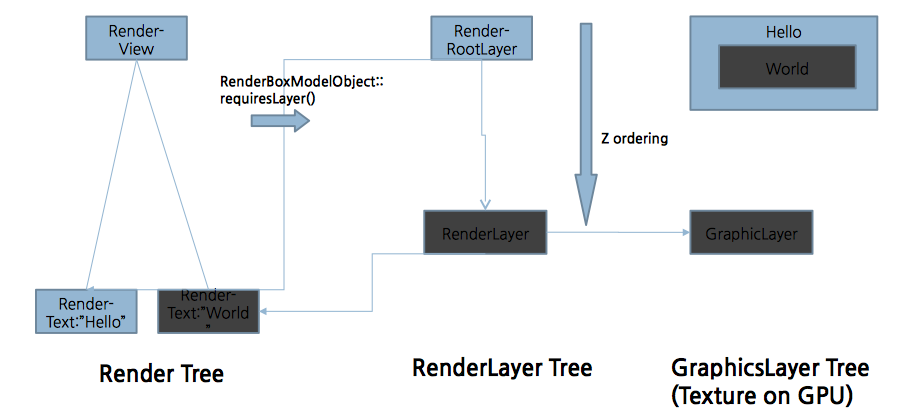 Render-
View
Render-
RootLayer
Hello
World
RenderBoxModelObject::
requiresLayer()
Z ordering
RenderLayer
GraphicLayer
Render-
Text:"Hello"
Render-
Text:"World
"
Render Tree
RenderLayer Tree
GraphicsLayer Tree
(Texture on GPU)